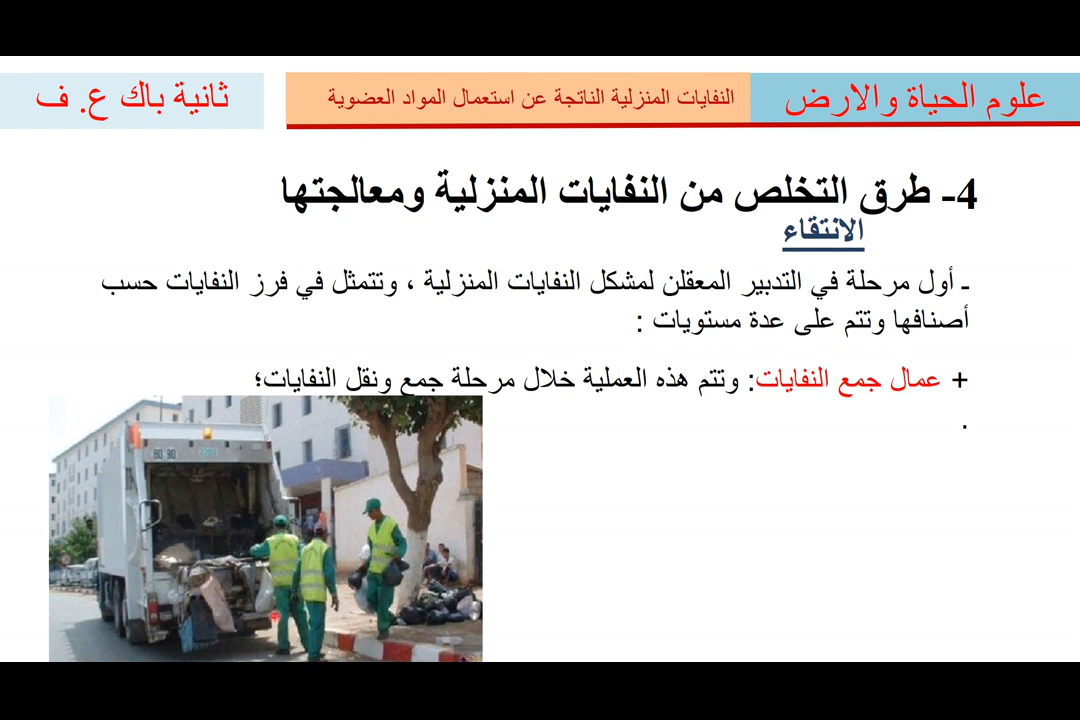 علوم الحياة والارض
النفايات المنزلية الناتجة عن استعمال المواد العضوية
ثانية باك ع. ف
4- طرق التخلص من النفايات المنزلية ومعالجتها
الانتقاء
ـ أول مرحلة في التدبير المعقلن لمشكل النفايات المنزلية ، وتتمثل في فرز النفايات حسب
أصنافها وتتم على عدة مستويات :
+ عمال جمع النفايات: وتتم هذه العملية خلال مرحلة جمع ونقل النفايات؛
.
80 90